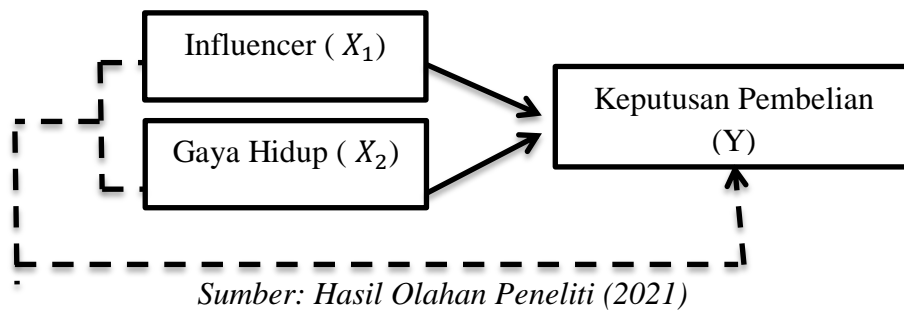 Influencer ( 𝑋₁)
Gaya Hidup ( 𝑋₂)
Keputusan Pembelian
(Y)
Sumber: Hasil Olahan Peneliti (2021)